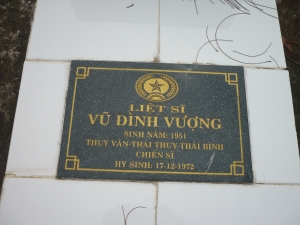 LIỆT SĨ
VŨ ĐÌNH VƯỢNG
SINH NĂM: 1951
THỤY VÂN-THÁI THỤY-THÁI BÌNH
CHIẾN SĨ
HY SINH: 17-12-1972